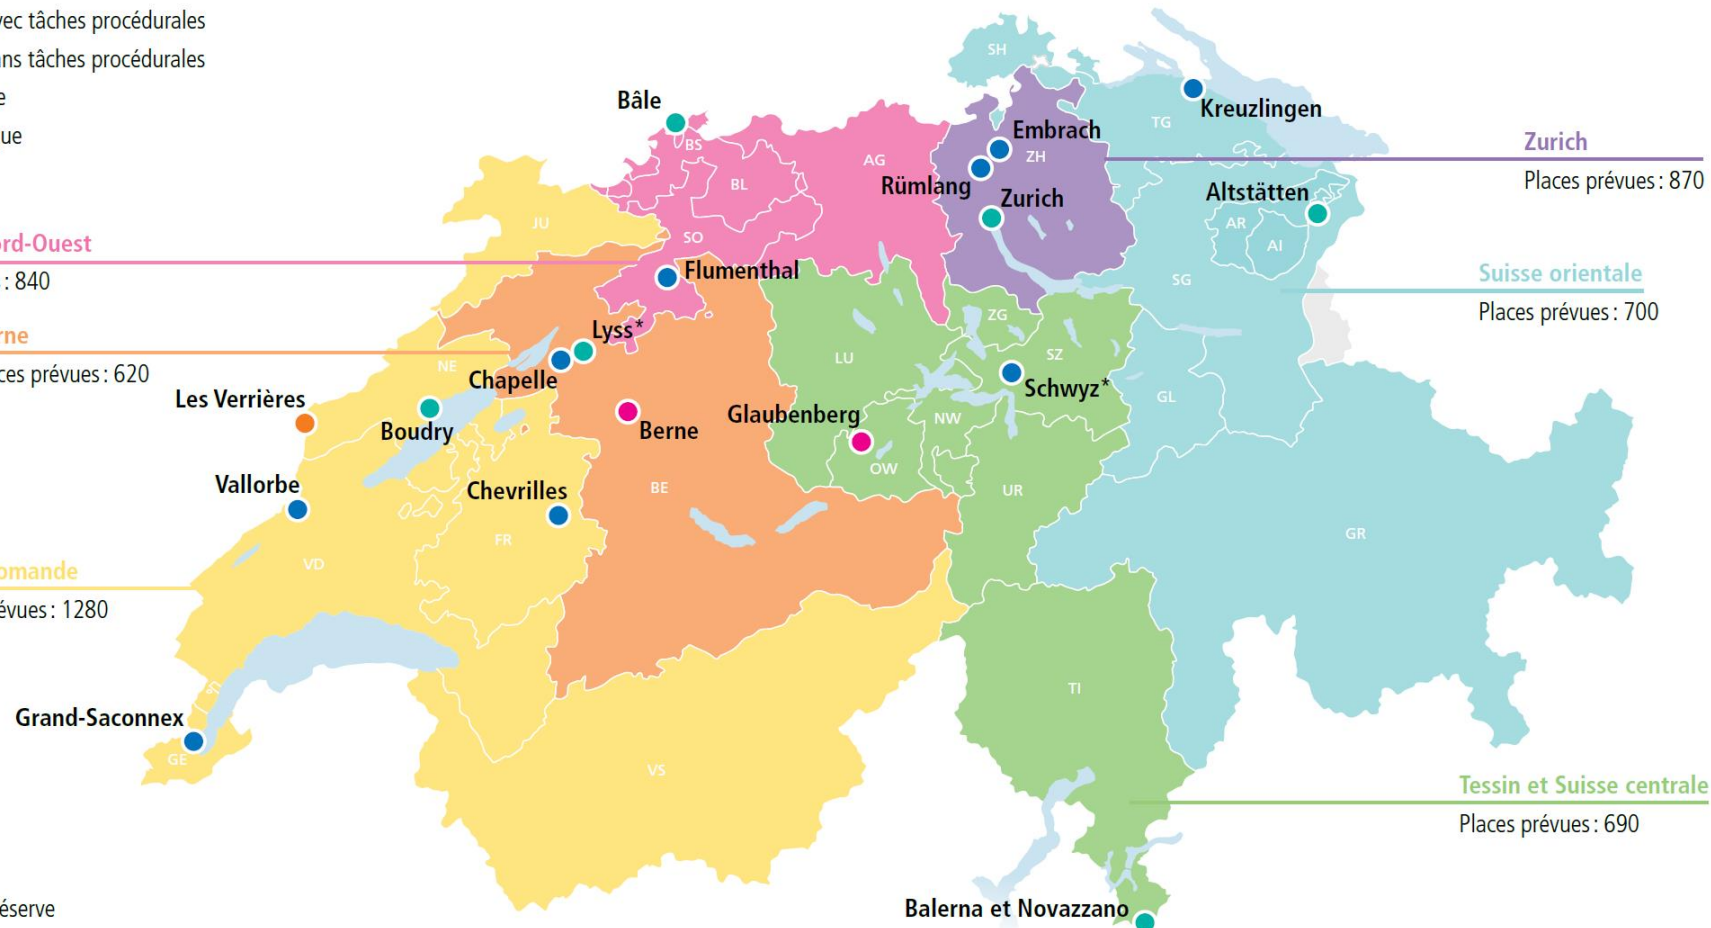 vec tâches procédurales
ans tâches procédurales
e
que
ord-Ouest
s : 840
rne
ces prévues : 620
omande
évues : 1280
éserve
Zurich
Places prévues : 870
Suisse orientale
Places prévues : 700
Tessin et Suisse centrale
Places prévues : 690
Bâle
Embrach
Rümlang
Zurich
Kreuzlingen
Altstätten
Flumenthal
Lyss*
Chapelle
Les Verrières
Boudry
Berne
Glaubenberg
Schwyz*
Vallorbe
Chevrilles
Grand-Saconnex
Balerna et Novazzano
SH
TG
ZH
BS
BL
AG
SO
JU
AR
AI
SG
ZG
SZ
LU
NE
GL
NW
OW
UR
BE
FR
VD
GR
TI
VS
GE